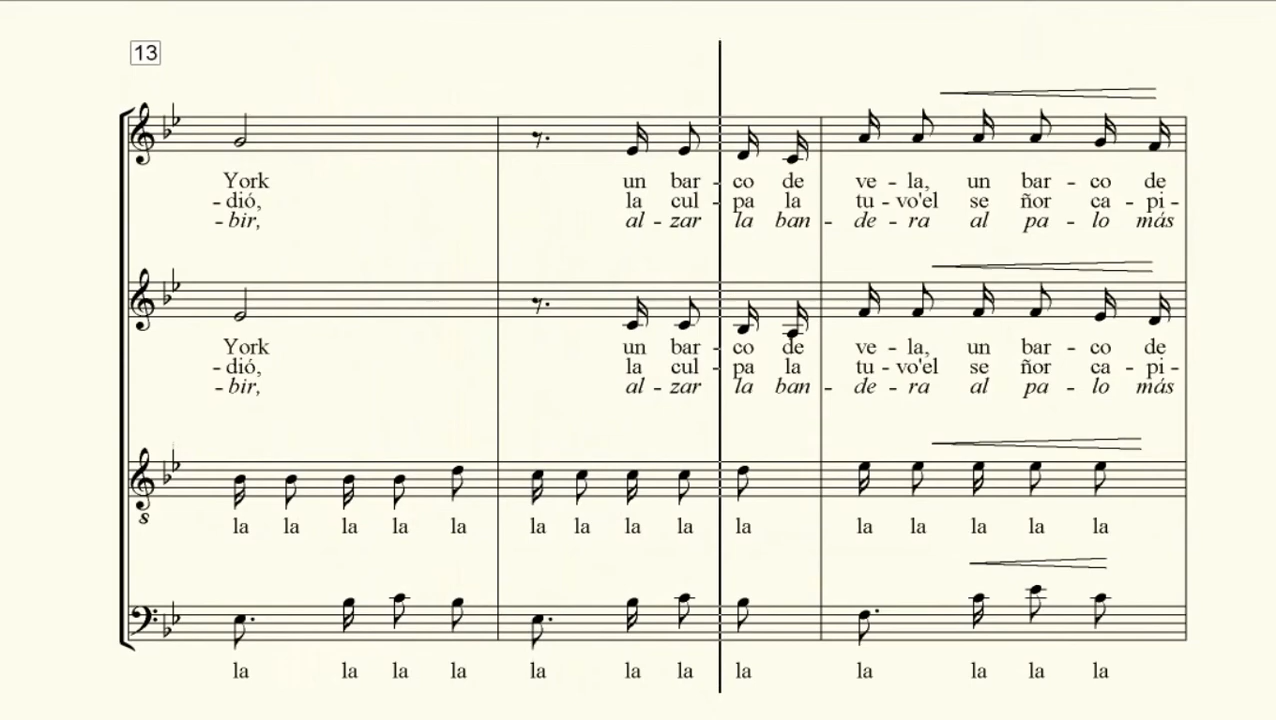 13
York un bar - co de ve - la, un bar - co de
- dió, la cul - pa la tu - vo'el se ñor ca - pi -
- bir, al - zar la ban - de - ra al pa - lo más
York un bar - co de ve - la, un bar - co de
- dió, la cul - pa la tu - vo'el se ñor ca - pi -
- bir, al - zar la ban - de - ra al pa - lo más
8
la la la la la la la la la la la la la la la
la la la la la la la la la la la la